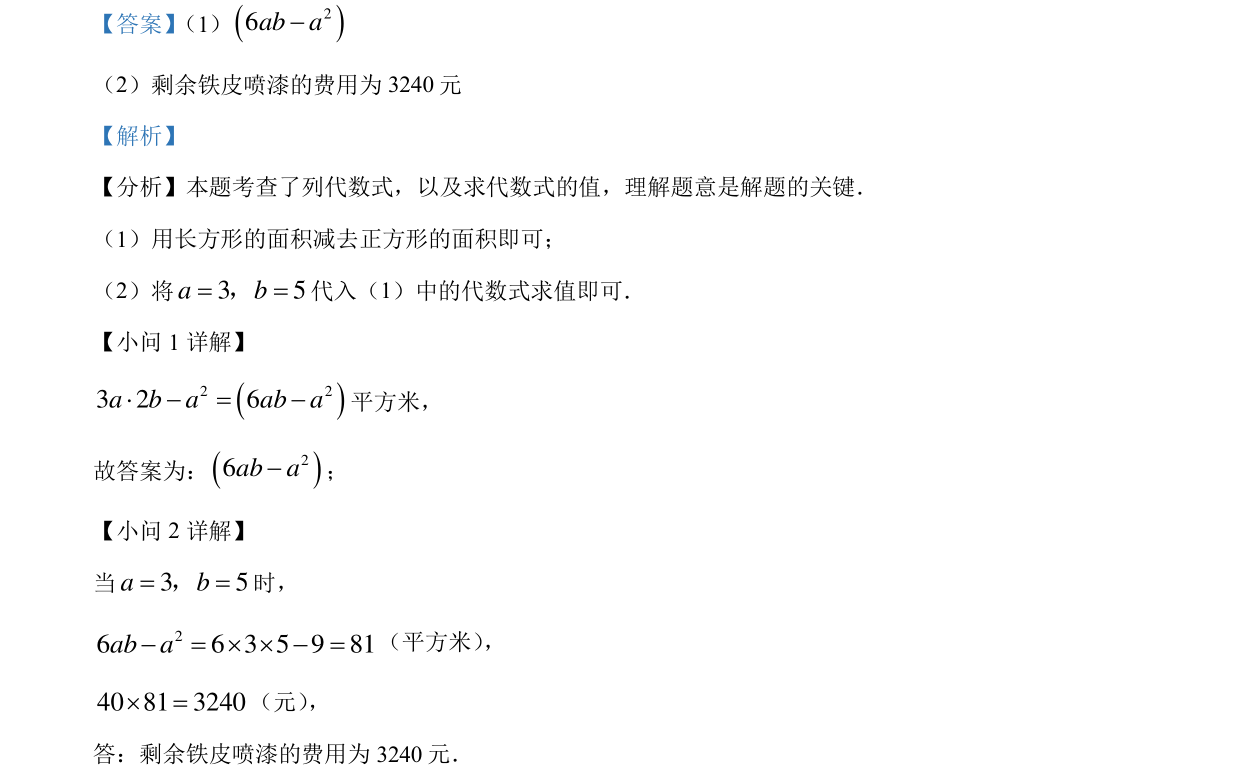 【答案】（1）(6ab－a²)
（2）剩余铁皮喷漆的费用为 3240 元
【解析】
【分析】本题考查了列代数式，以及求代数式的值，理解题意是解题的关键．
（1）用长方形的面积减去正方形的面积即可；
（2）将 a＝3，b＝5 代入（1）中的代数式求值即可．
【小问 1 详解】
3a·2b－a²＝(6ab－a²) 平方米，
故答案为：(6ab－a²)；
【小问 2 详解】
当 a＝3，b＝5 时，
6ab－a²＝6×3×5－9＝81（平方米），
40×81＝3240（元），
答：剩余铁皮喷漆的费用为 3240 元．